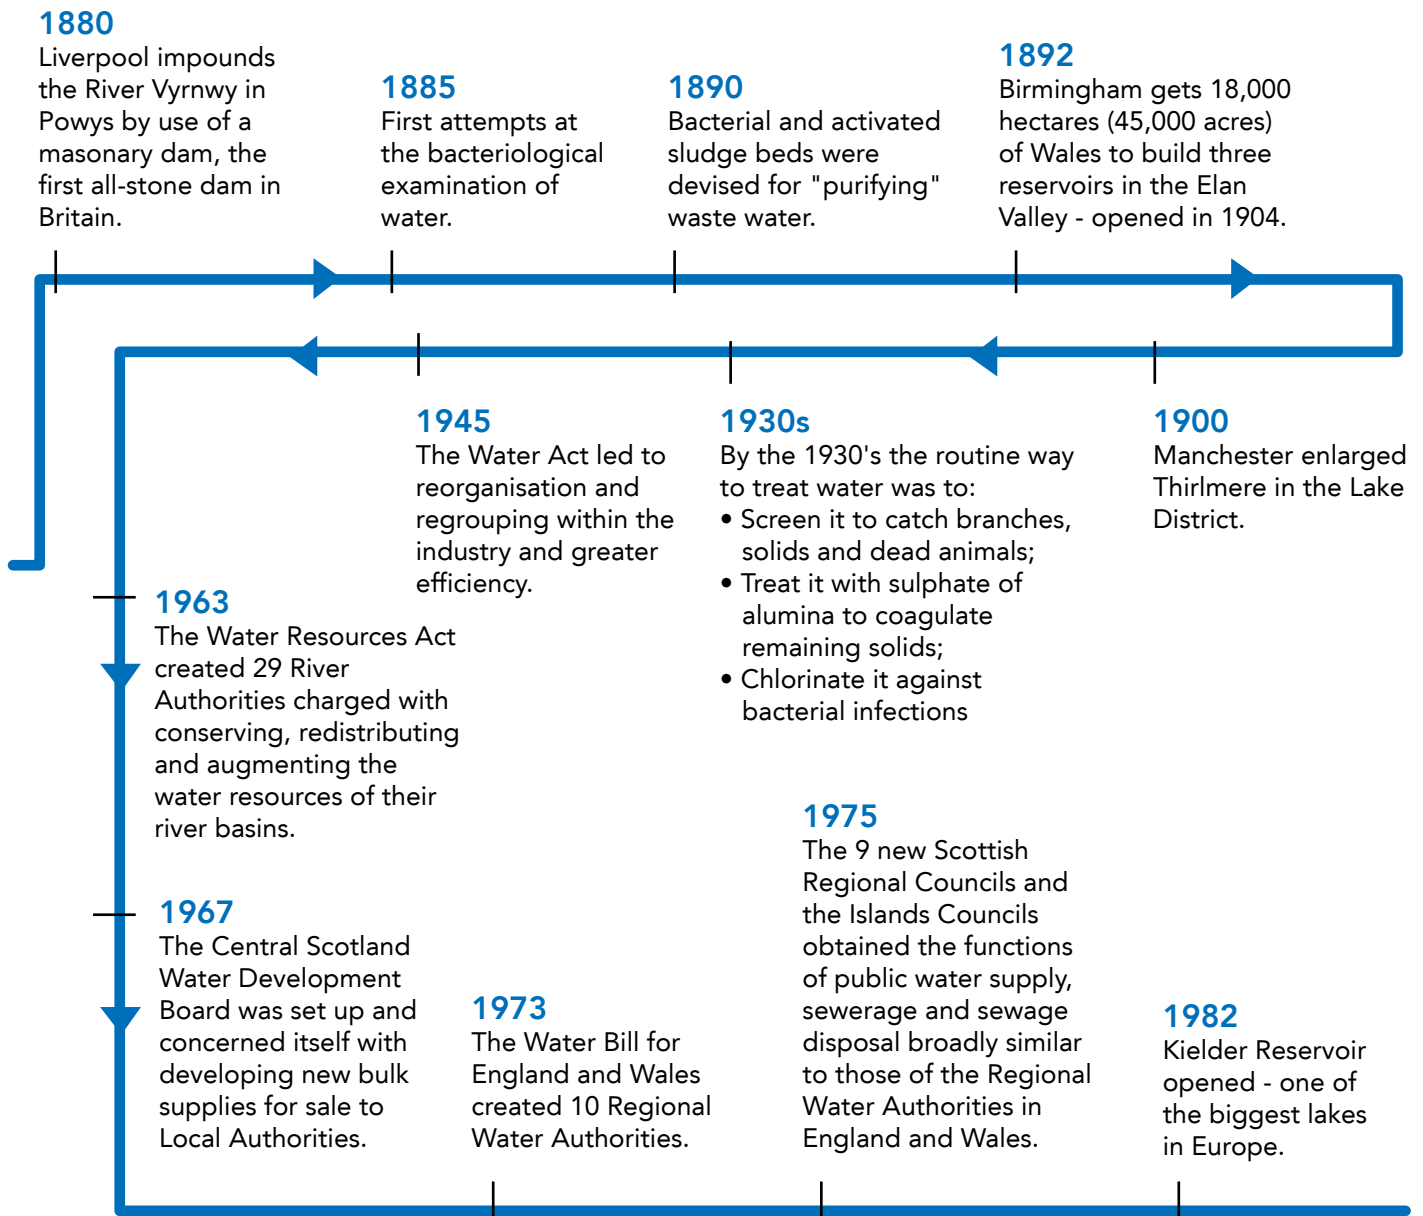 1880
Liverpool impounds
the River Vyrnwy in
Powys by use of a
masonary dam, the
first all-stone dam in
Britain.
1885
First attempts at
the bacteriological
examination of
water.
1890
Bacterial and activated
sludge beds were
devised for "purifying"
waste water.
1892
Birmingham gets 18,000
hectares (45,000 acres)
of Wales to build three
reservoirs in the Elan
Valley - opened in 1904.
1900
Manchester enlarged
Thirlmere in the Lake
District.
1930s
By the 1930's the routine way
to treat water was to:
• Screen it to catch branches,
solids and dead animals;
• Treat it with sulphate of
alumina to coagulate
remaining solids;
• Chlorinate it against
bacterial infections
1945
The Water Act led to
reorganisation and
regrouping within the
industry and greater
efficiency.
1963
The Water Resources Act
created 29 River
Authorities charged with
conserving, redistributing
and augmenting the
water resources of their
river basins.
1967
The Central Scotland
Water Development
Board was set up and
concerned itself with
developing new bulk
supplies for sale to
Local Authorities.
1973
The Water Bill for
England and Wales
created 10 Regional
Water Authorities.
1975
The 9 new Scottish
Regional Councils and
the Islands Councils
obtained the functions
of public water supply,
sewerage and sewage
disposal broadly similar
to those of the Regional
Water Authorities in
England and Wales.
1982
Kielder Reservoir
opened - one of
the biggest lakes
in Europe.